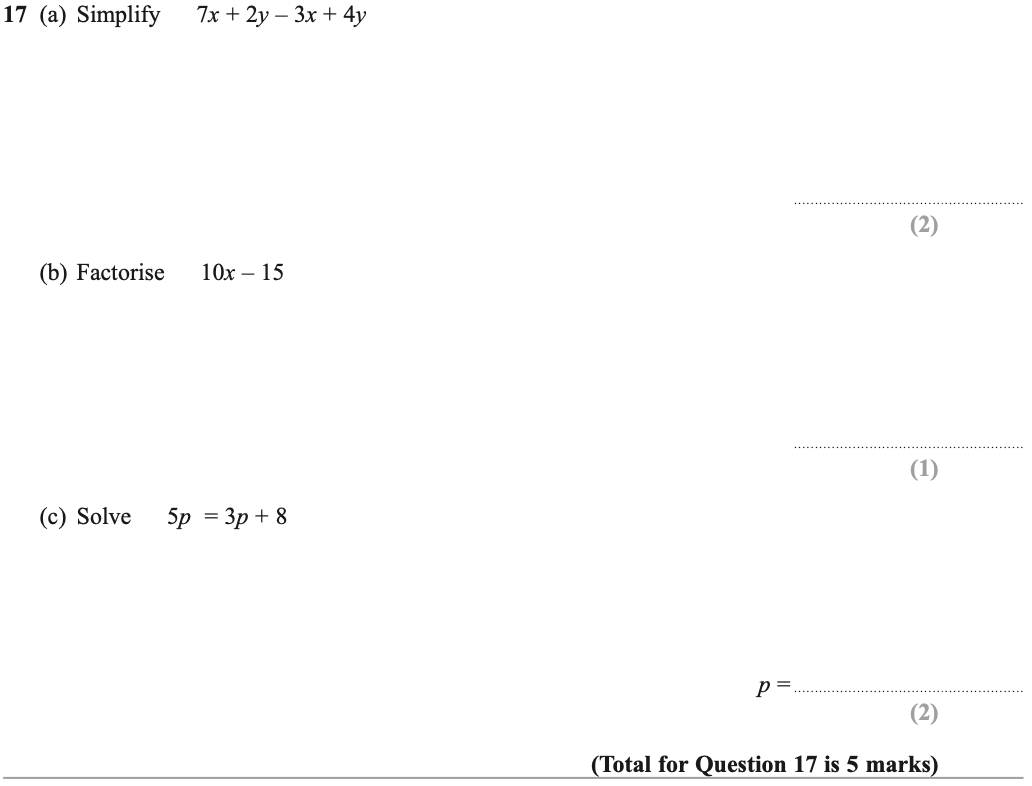 17 (a) Simplify 7x + 2y – 3x + 4y
(2)
(b) Factorise 10x – 15
(1)
(c) Solve 5p = 3p + 8
p = ........................................................
(2)
(Total for Question 17 is 5 marks)